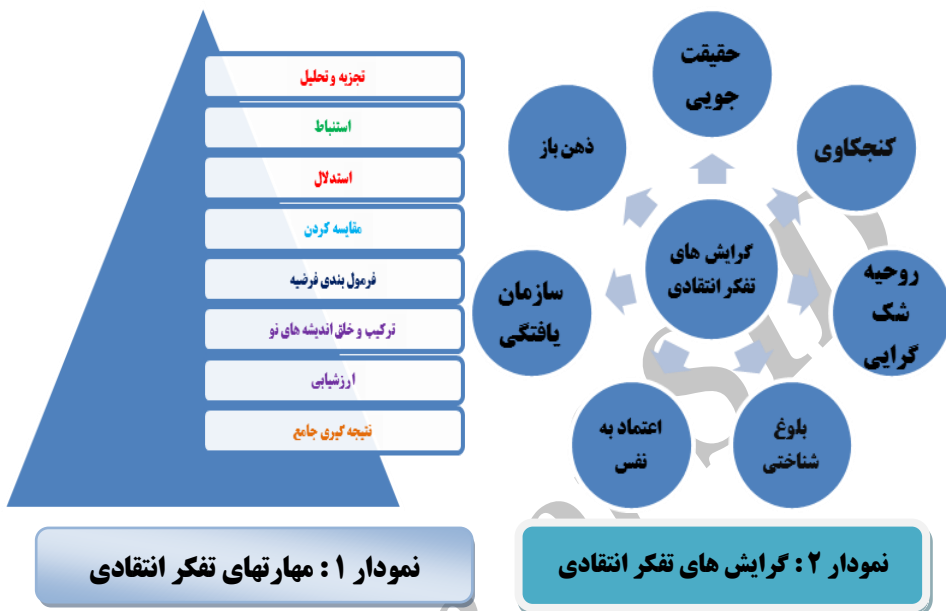 تجزیه و تحلیل
استنباط
استدلال
مقایسه کردن
فرمول بندی فرضیه
ترکیب و خلق اندیشه های نو
ارزشیابی
نتیجه گیری جامع
نمودار ۱ : مهارتهای تفکر انتقادی
حقیقت
جویی
کنجکاوی
روحیه
شک
گرایی
بلوغ
شناختی
اعتماد به
نفس
سازمان
یافتگی
ذهن باز
گرایش های
تفکر انتقادی
نمودار ۲ : گرایش های تفکر انتقادی